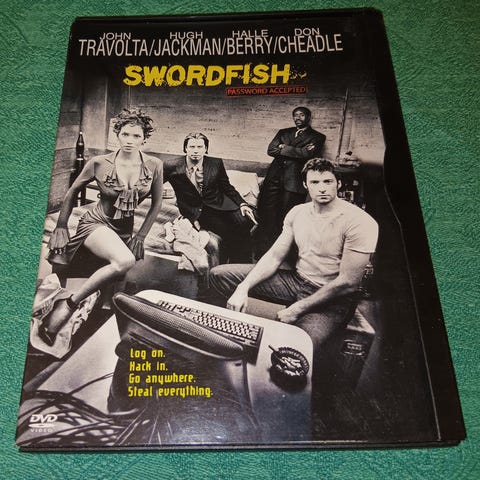 JOHN HUGH HALLE DON
TRAVOLTA/JACKMAN/BERRY/CHEADLE
SWORDFISH
PASSWORD ACCEPTED
Log on.
Hack in.
Go anywhere.
Steal everything.
DVD
VIDEO